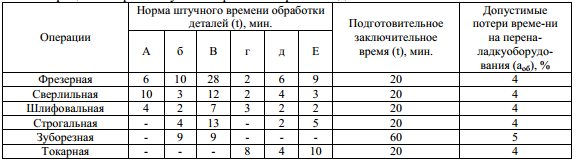 Операции Норма штучного времени обработки деталей (t), мин. Подготовительное заключительное время (t), мин. Допустимые потери време-ни на перена-ладкуоборудо-вания (aоб), %
А б В г д Е
Фрезерная 6 10 28 2 6 9 20 4
Сверлильная 10 3 12 2 4 3 20 4
Шлифовальная 4 2 7 3 2 2 20 4
Строгальная - 4 13 - 2 5 20 4
Зуборезная - 9 9 - - - 60 5
Токарная - - - 8 4 10 20 4